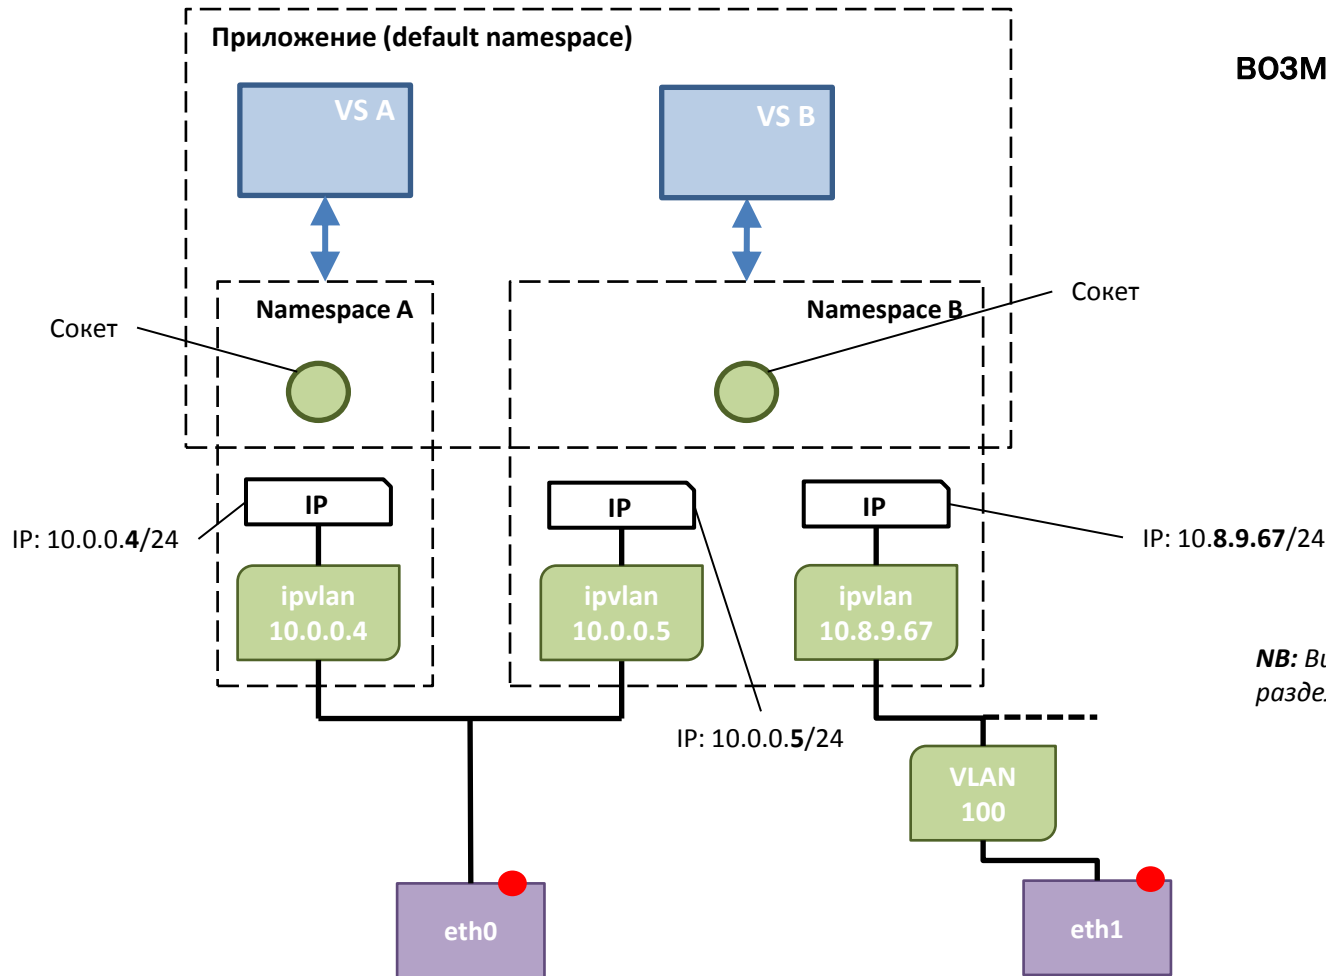 Приложение (default namespace)
ВОЗМ
VS A
VS B
Namespace A
Namespace B
Сокет
Сокет
IP
IP
IP
IP: 10.0.0.4/24
IP: 10.8.9.67/24
ipvlan
10.0.0.4
ipvlan
10.0.0.5
ipvlan
10.8.9.67
NB: Ви
раздел
IP: 10.0.0.5/24
VLAN
100
eth0
eth1